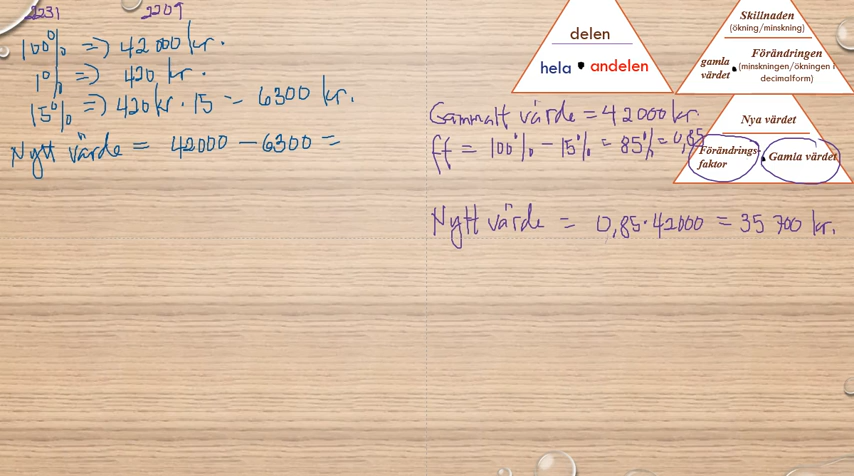 2231 2209
100% => 42 000 kr.
1% => 420 kr.
15% => 420 kr. 15 = 6300 kr.
Nytt värde = 42000 - 6300 =
delen
hela • andelen
Skillnaden
(ökning/minskning)
gamla värdet • Förändringen
(minskningen/ökningen i
decimalform)
Gammalt värde = 42000 kr.
Nya värdet
ff = 100% - 15% = 85% = 0,85
Förändrings-
faktor • Gamla värdet
Nytt värde = 0,85 · 42000 = 35 700 kr.